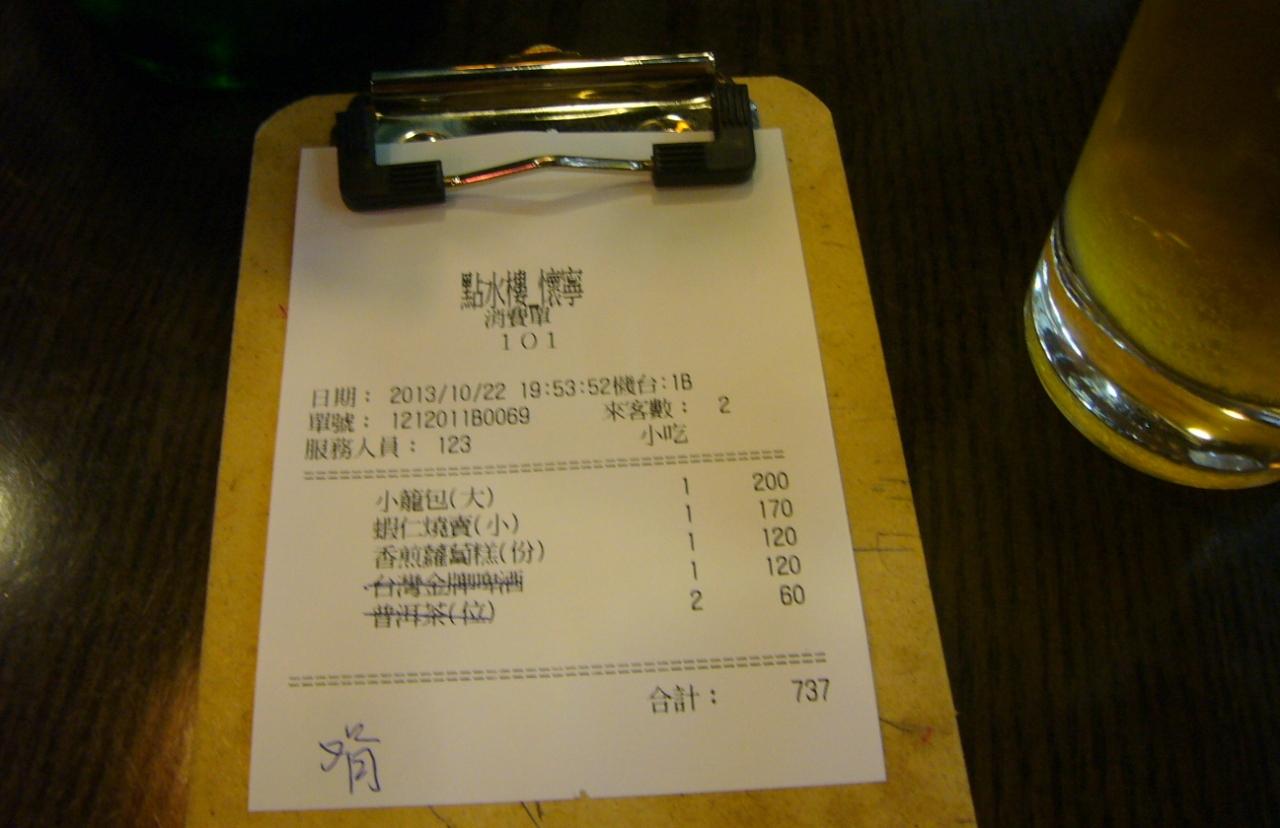 點水樓_懷寧
消費單
101
日期： 2013/10/22 19:53:52機台:1B
單號： 1212011B0069 來客數： 2
服務人員： 123 小吃
小籠包(大) 1 200
蝦仁燒賣(小) 1 170
香煎蘿蔔糕(份) 1 120
台灣金牌啤酒 1 120
普洱茶(位) 2 60
合計： 737